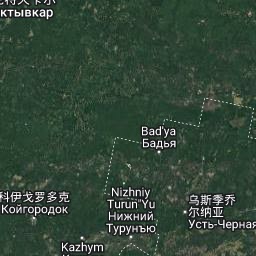 ктывкар
Bad'ya
Бадья
科伊戈罗多克
Койгородок
Nizhniy
Turun'Yu
Нижний
Турунъю
乌斯季乔
尔纳亚
Усть-Черная
Kazhym